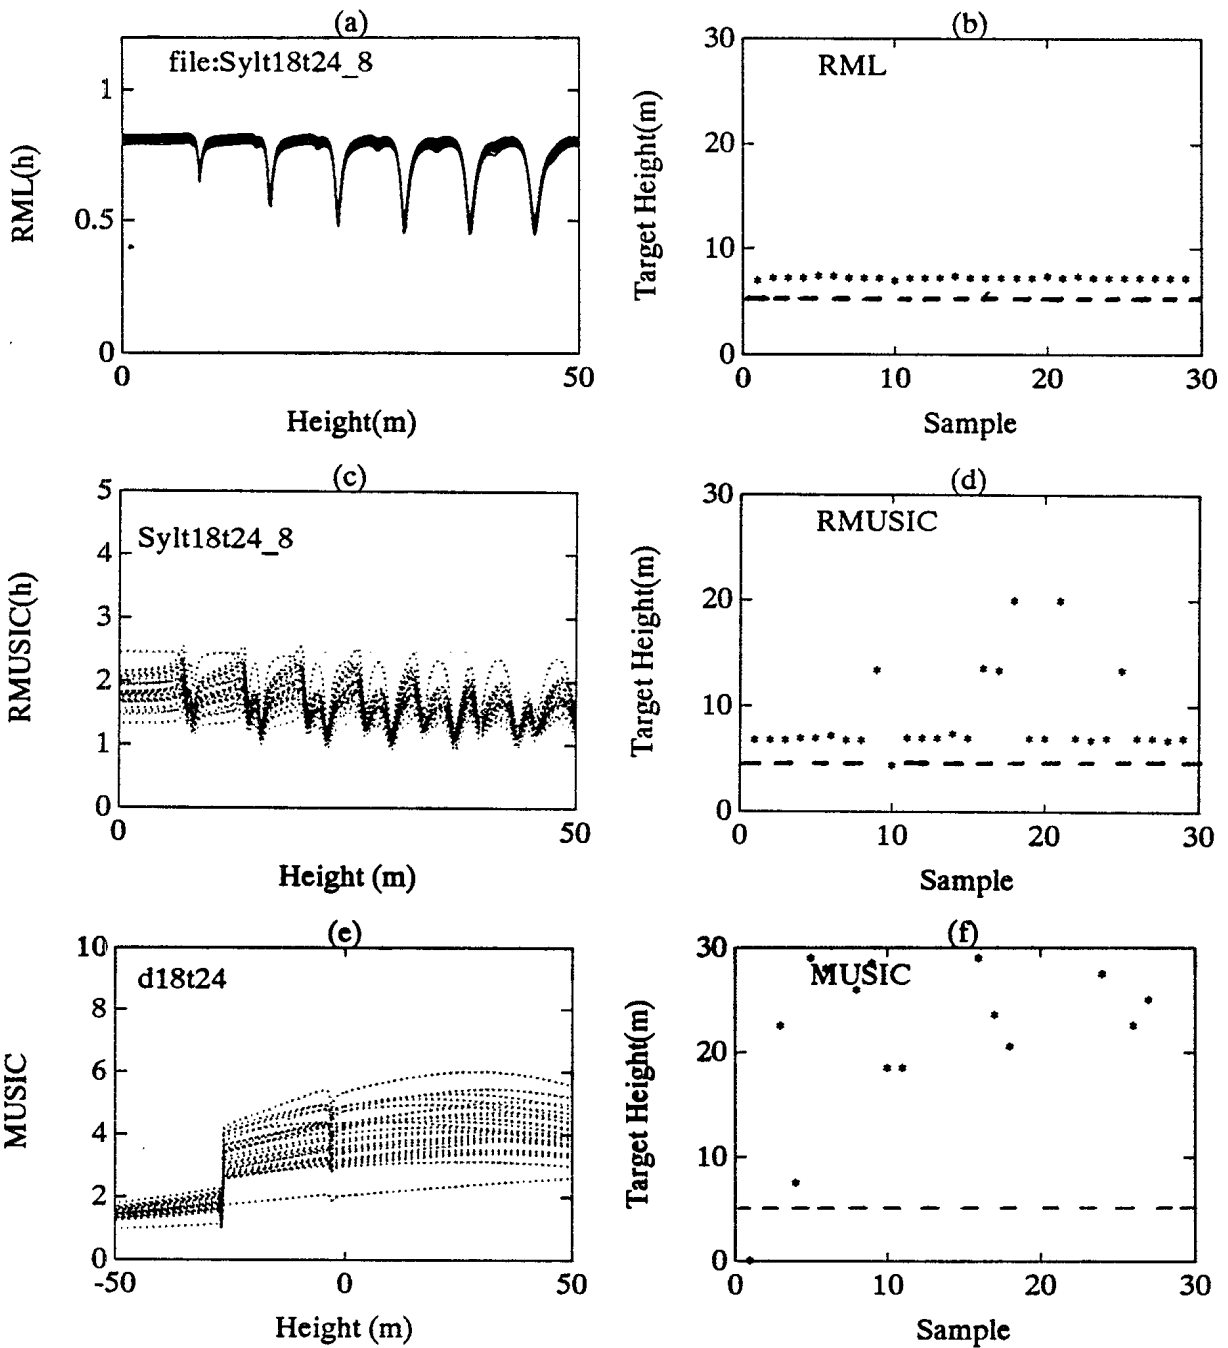 (a)
file:Sylt18t24_8
1
0.5
0
0
50
RML(h)
Height(m)
(b)
RML
30
20
10
0
0
10
20
30
Target Height(m)
Sample
(c)
Sylt18t24_8
5
4
3
2
1
0
0
50
RMUSIC(h)
Height (m)
(d)
RMUSIC
30
20
10
0
0
10
20
30
Target Height(m)
Sample
(e)
d18t24
10
8
6
4
2
0
-50
0
50
MUSIC
Height (m)
(f)
MUSIC
30
20
10
0
0
10
20
30
Target Height(m)
Sample